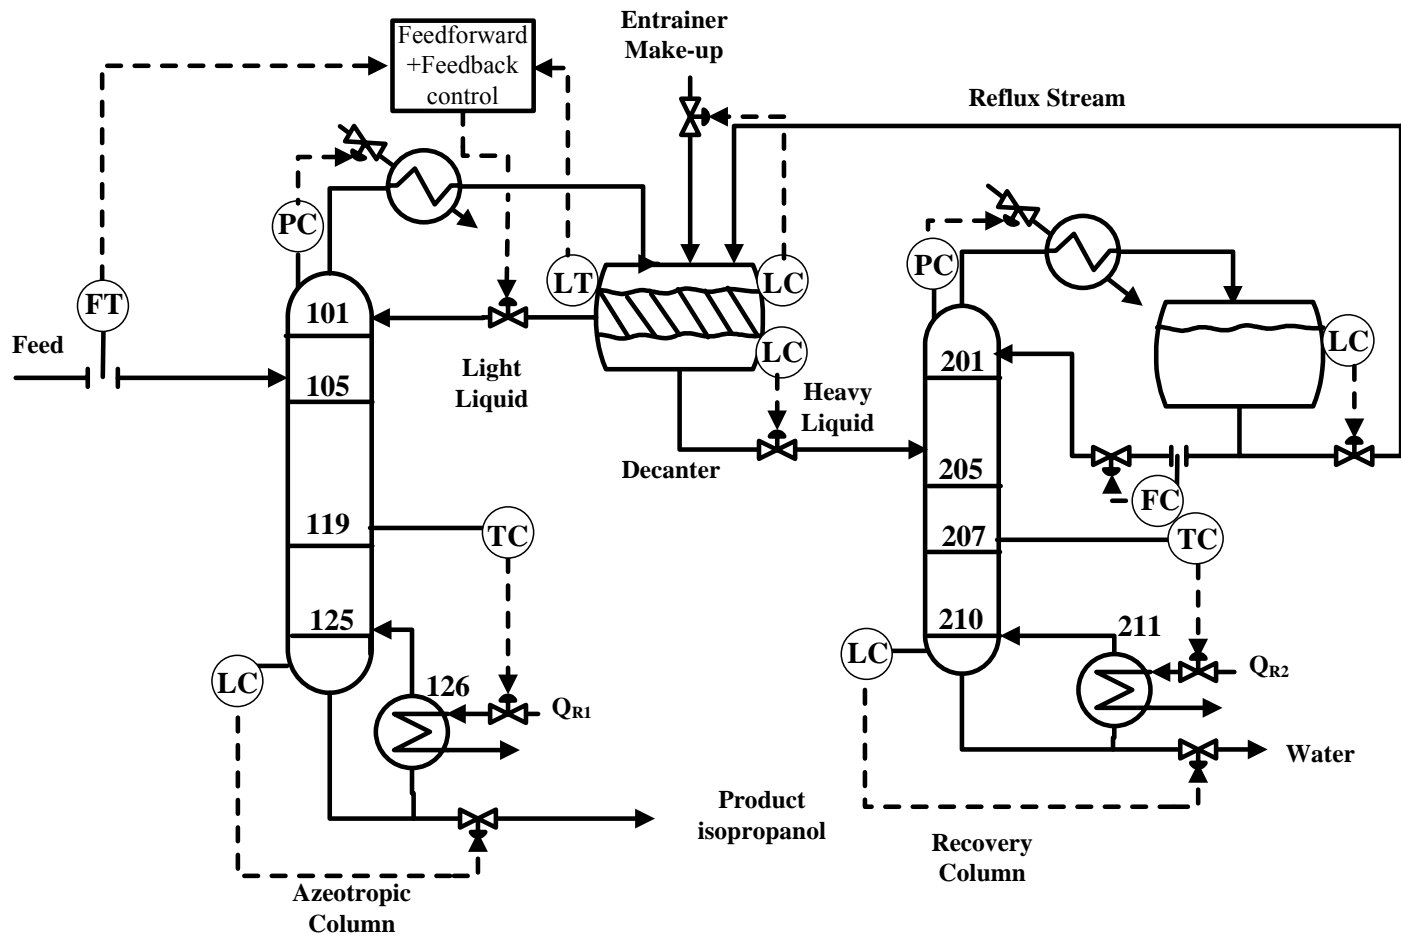 Feedforward
+Feedback
control
Entrainer
Make-up
Reflux Stream
PC
FT
LT
LC
PC
101
Feed
105
Light
Liquid
LC
Heavy
Liquid
Decanter
201
LC
205
FC
119
TC
207
TC
125
LC
126
QR1
210
211
LC
QR2
Water
Product
isopropanol
Recovery
Column
Azeotropic
Column